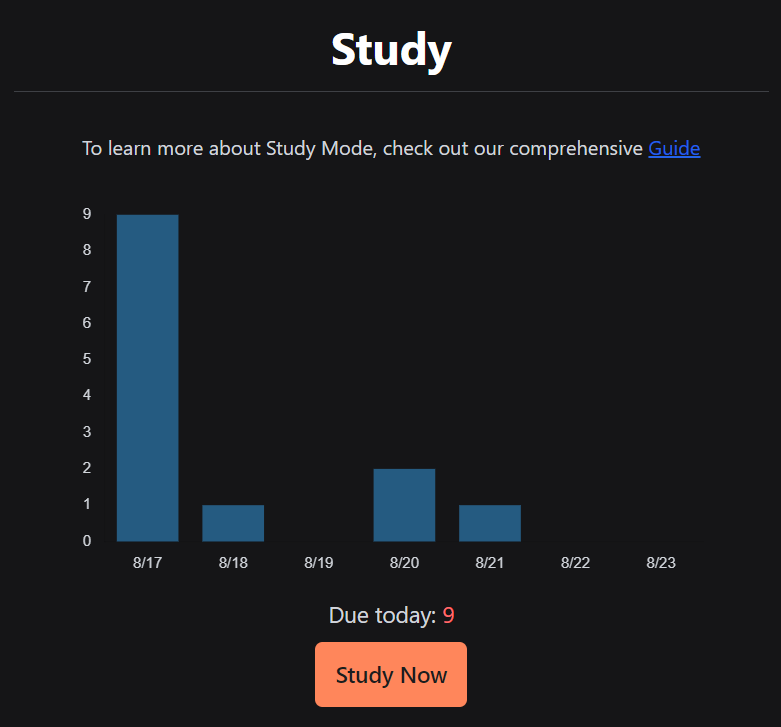 Study
To learn more about Study Mode, check out our comprehensive Guide
9
8
7
6
5
4
3
2
1
0
8/17 8/18 8/19 8/20 8/21 8/22 8/23
Due today: 9
Study Now